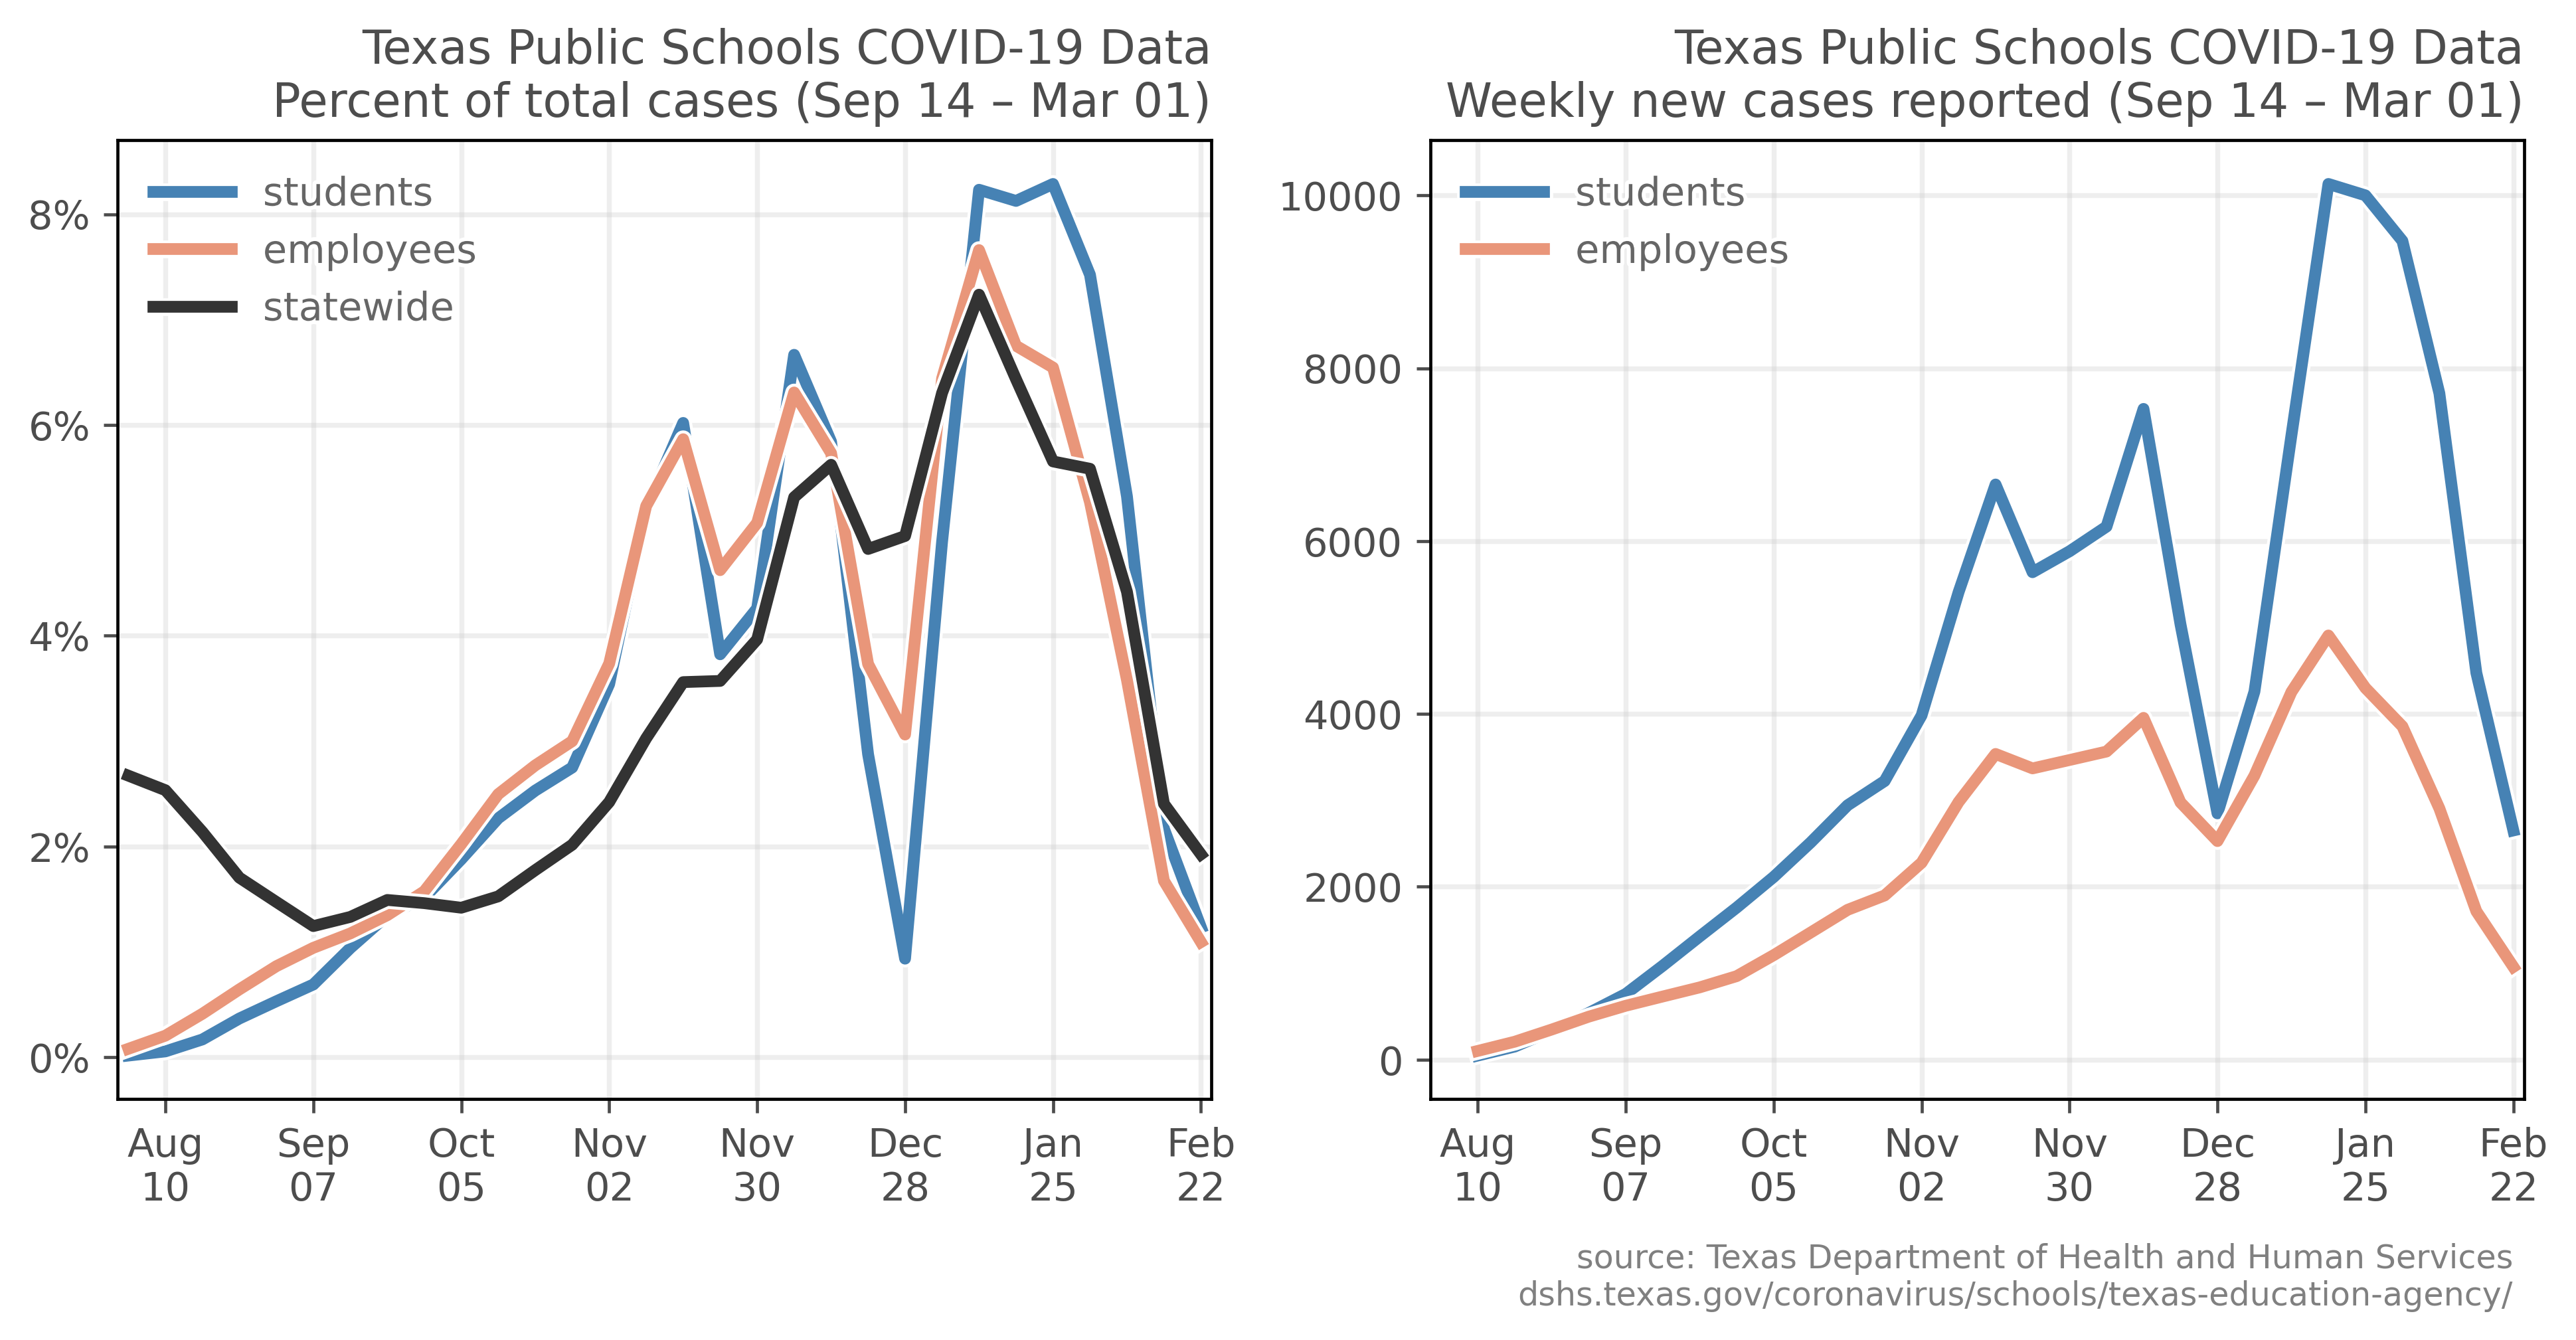 Texas Public Schools COVID-19 Data
Percent of total cases (Sep 14 – Mar 01)
students
employees
statewide
8%
6%
4%
2%
0%
Aug Sep Oct Nov Nov Dec Jan Feb
10 07 05 02 30 28 25 22
Texas Public Schools COVID-19 Data
Weekly new cases reported (Sep 14 – Mar 01)
students
employees
10000
8000
6000
4000
2000
0
Aug Sep Oct Nov Nov Dec Jan Feb
10 07 05 02 30 28 25 22
source: Texas Department of Health and Human Services
dshs.texas.gov/coronavirus/schools/texas-education-agency/